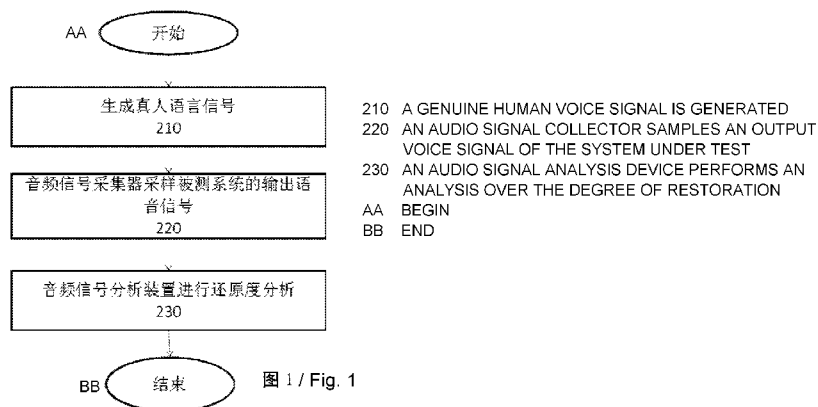 AA 开始
生成真人语言信号
210
音频信号采集器采样被测系统的输出语
音信号
220
音频信号分析装置进行还原度分析
230
BB 结束
图 1 / Fig. 1
210 A GENUINE HUMAN VOICE SIGNAL IS GENERATED
220 AN AUDIO SIGNAL COLLECTOR SAMPLES AN OUTPUT
VOICE SIGNAL OF THE SYSTEM UNDER TEST
230 AN AUDIO SIGNAL ANALYSIS DEVICE PERFORMS AN
ANALYSIS OVER THE DEGREE OF RESTORATION
AA BEGIN
BB END